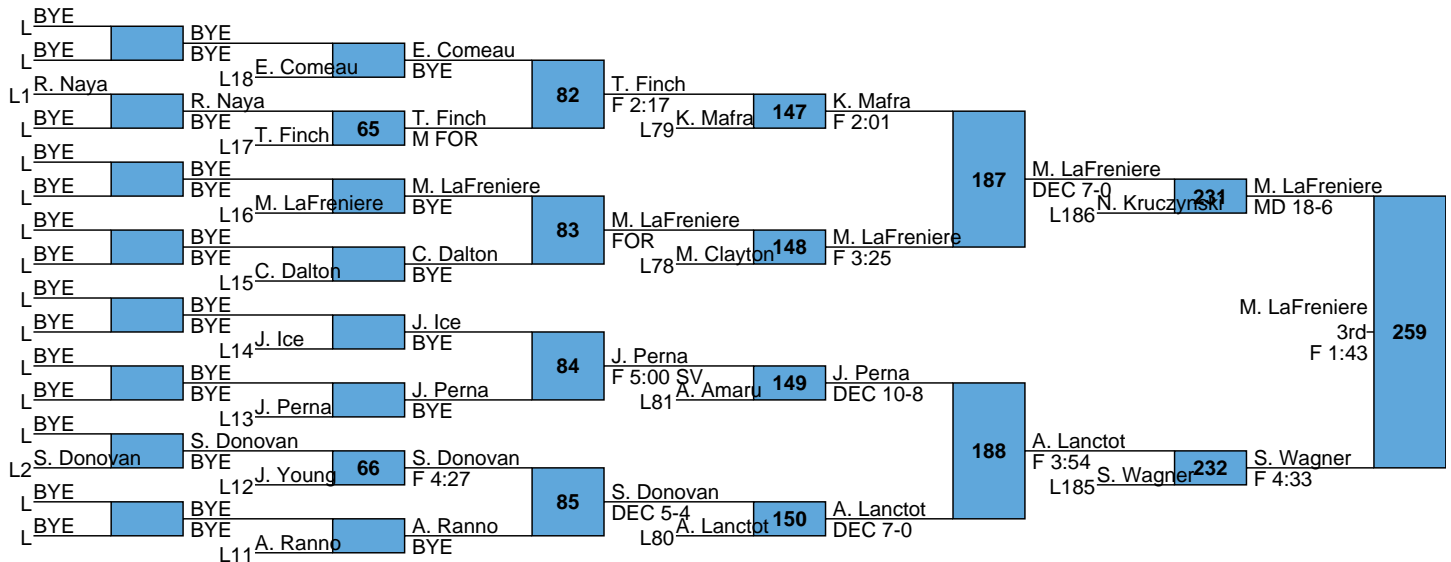 BYE
L
BYE
L
BYE
BYE
L18 E. Comeau
E. Comeau
BYE
L1 R. Naya
BYE
L
R. Naya
BYE
L17 T. Finch
65
T. Finch
M FOR
82
T. Finch
F 2:17
L79 K. Mafra
147
K. Mafra
F 2:01
BYE
L
BYE
L
BYE
BYE
L16 M. LaFreniere
M. LaFreniere
BYE
BYE
L
BYE
L
BYE
BYE
L15 C. Dalton
C. Dalton
BYE
83
M. LaFreniere
FOR
L78 M. Clayton
148
M. LaFreniere
F 3:25
187
M. LaFreniere
DEC 7-0
L186 N. Kruczynski
231
M. LaFreniere
MD 18-6
BYE
L
BYE
L
BYE
BYE
L14 J. Ice
J. Ice
BYE
BYE
L
BYE
L
BYE
BYE
L13 J. Perna
J. Perna
BYE
84
J. Perna
F 5:00 SV
L81 A. Amaru
149
J. Perna
DEC 10-8
BYE
L
L2 S. Donovan
S. Donovan
BYE
L12 J. Young
66
S. Donovan
F 4:27
BYE
L
BYE
L
BYE
BYE
L11 A. Ranno
A. Ranno
BYE
85
S. Donovan
DEC 5-4
L80 A. Lanctot
150
A. Lanctot
DEC 7-0
188
A. Lanctot
F 3:54
L185 S. Wagner
232
S. Wagner
F 4:33
M. LaFreniere
3rd
F 1:43
259